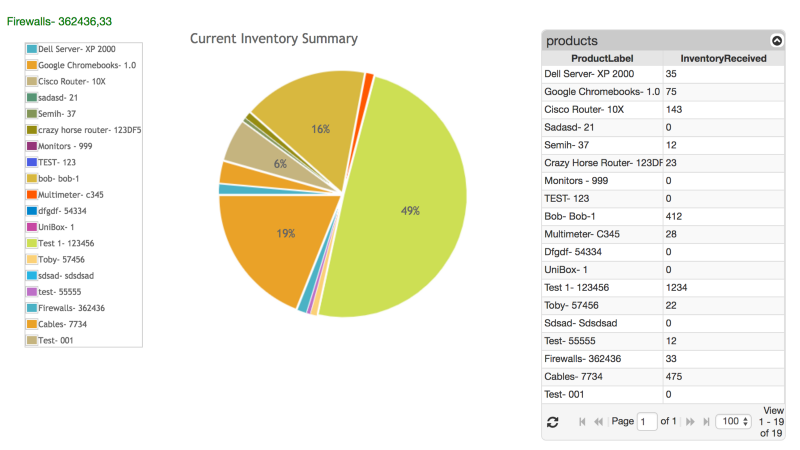 Firewalls- 362436,33
Dell Server- XP 2000
Google Chromebooks- 1.0
Cisco Router- 10X
sadasd- 21
Semih- 37
crazy horse router- 123DF5
Monitors - 999
TEST- 123
bob- bob-1
Multimeter- c345
dfgdf- 54334
UniBox- 1
Test 1- 123456
Toby- 57456
sdsad- sdsdsad
test- 55555
Firewalls- 362436
Cables- 7734
Test- 001
Current Inventory Summary
16%
6%
49%
19%
products
ProductLabel InventoryReceived
Dell Server- XP 2000 35
Google Chromebooks- 1.0 75
Cisco Router- 10X 143
Sadasd- 21 0
Semih- 37 12
Crazy Horse Router- 123DF 23
Monitors - 999 0
TEST- 123 0
Bob- Bob-1 412
Multimeter- C345 28
Dfgdf- 54334 0
UniBox- 1 0
Test 1- 123456 1234
Toby- 57456 22
Sdsad- Sdsdsad 0
Test- 55555 12
Firewalls- 362436 33
Cables- 7734 475
Test- 001 0
Page 1 of 1 100
View
1 - 19
of 19